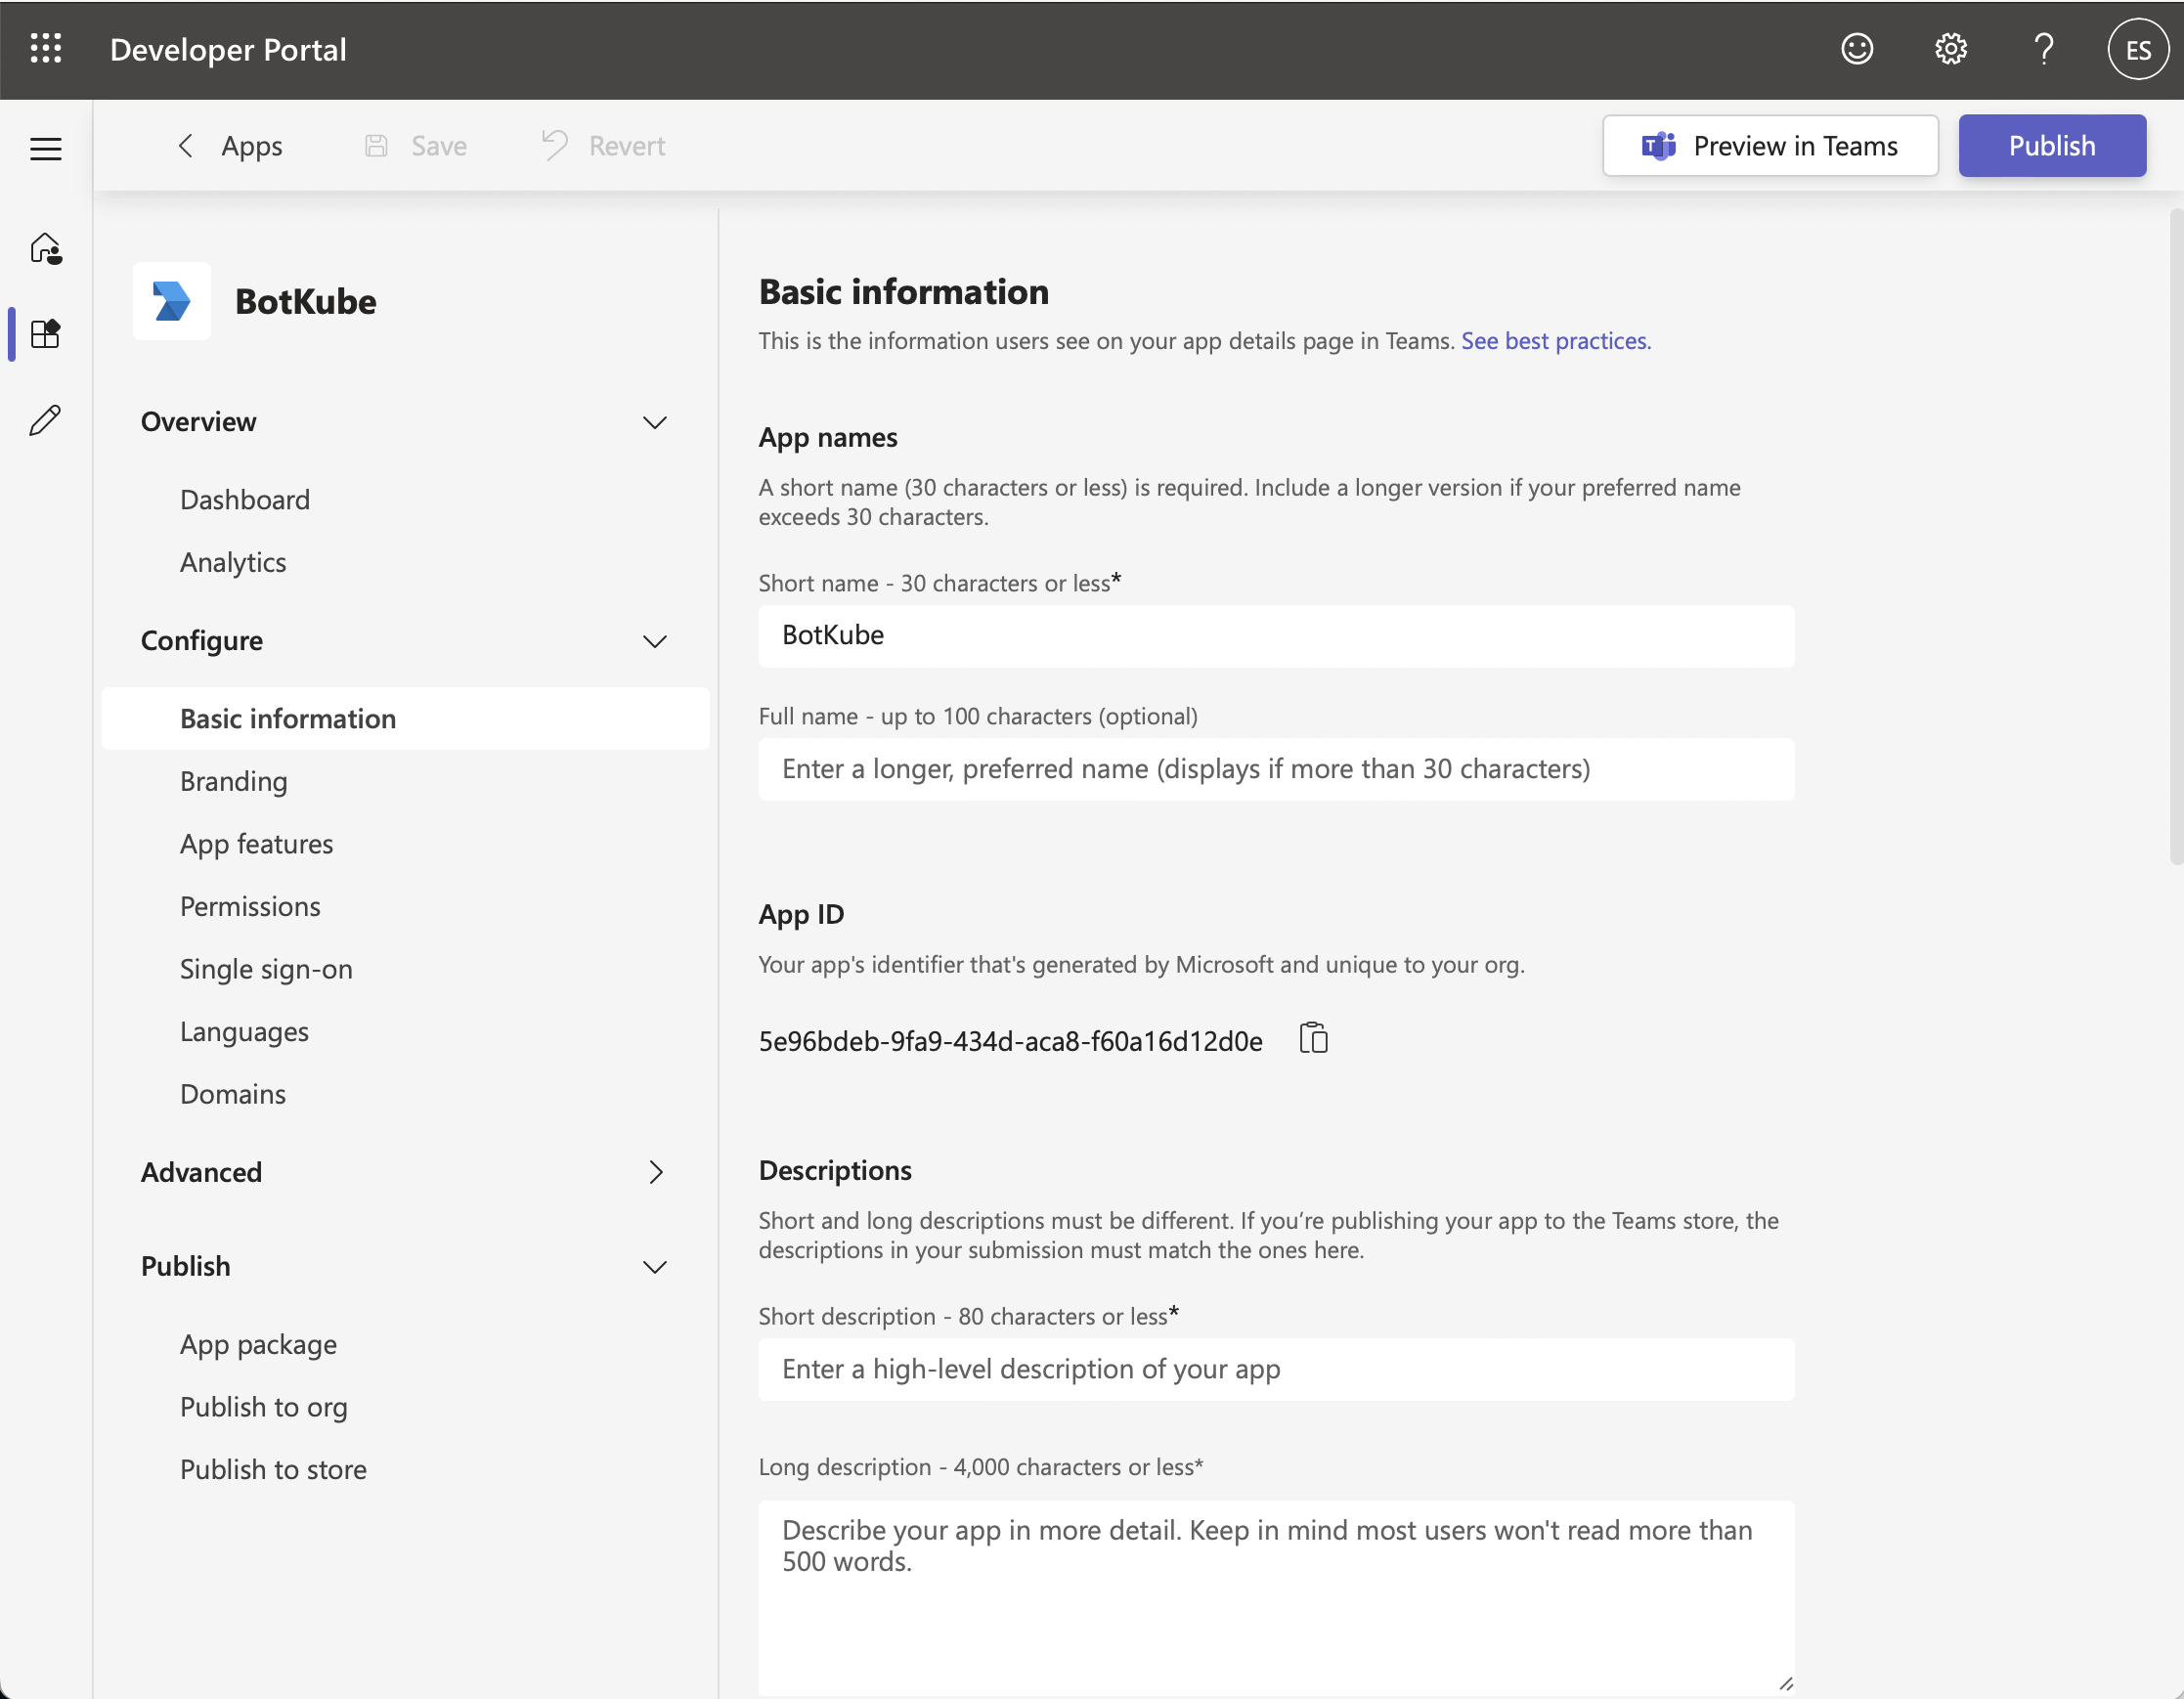 Developer Portal
ES
Apps
Save
Revert
Preview in Teams
Publish
BotKube
Overview
Dashboard
Analytics
Configure
Basic information
Branding
App features
Permissions
Single sign-on
Languages
Domains
Advanced
Publish
App package
Publish to org
Publish to store
Basic information
This is the information users see on your app details page in Teams. See best practices.
App names
A short name (30 characters or less) is required. Include a longer version if your preferred name
exceeds 30 characters.
Short name - 30 characters or less*
BotKube
Full name - up to 100 characters (optional)
Enter a longer, preferred name (displays if more than 30 characters)
App ID
Your app's identifier that's generated by Microsoft and unique to your org.
5e96bdeb-9fa9-434d-aca8-f60a16d12d0e
Descriptions
Short and long descriptions must be different. If you’re publishing your app to the Teams store, the
descriptions in your submission must match the ones here.
Short description - 80 characters or less*
Enter a high-level description of your app
Long description - 4,000 characters or less*
Describe your app in more detail. Keep in mind most users won't read more than
500 words.